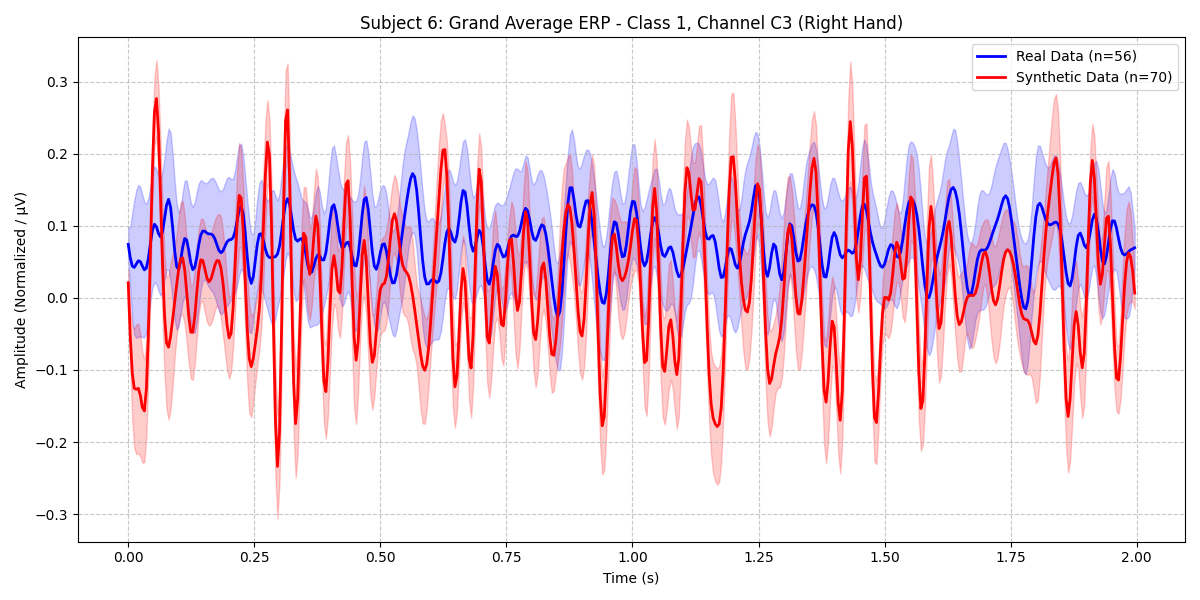 Subject 6: Grand Average ERP - Class 1, Channel C3 (Right Hand)
Real Data (n=56)
Synthetic Data (n=70)
Amplitude (Normalized / µV)
0.3
0.2
0.1
0.0
−0.1
−0.2
−0.3
0.00 0.25 0.50 0.75 1.00 1.25 1.50 1.75 2.00
Time (s)